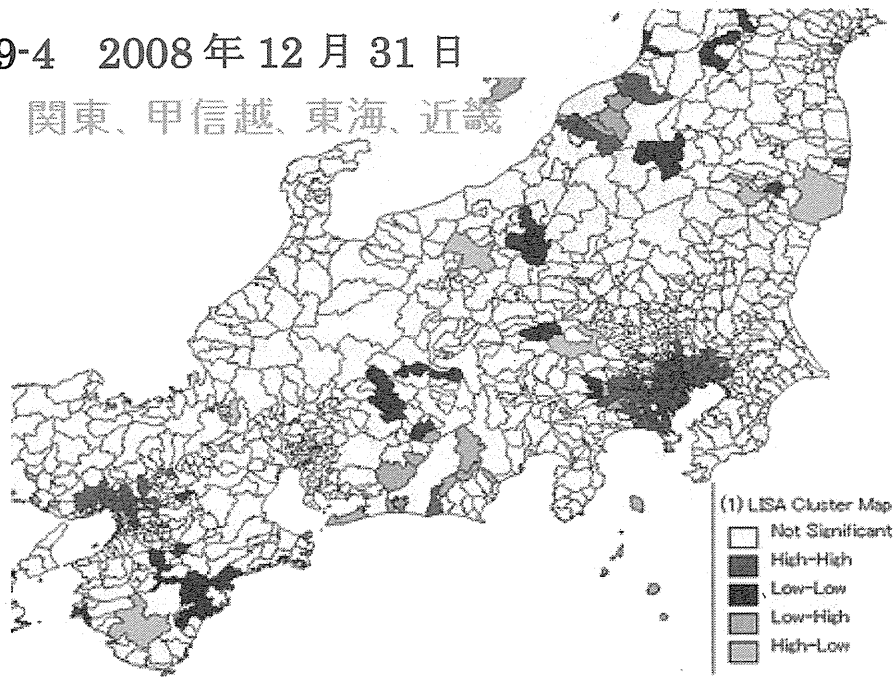 9-4 2008年12月31日
関東、甲信越、東海、近畿
(1) LISA Cluster Map
Not Significant
High-High
Low-Low
Low-High
High-Low